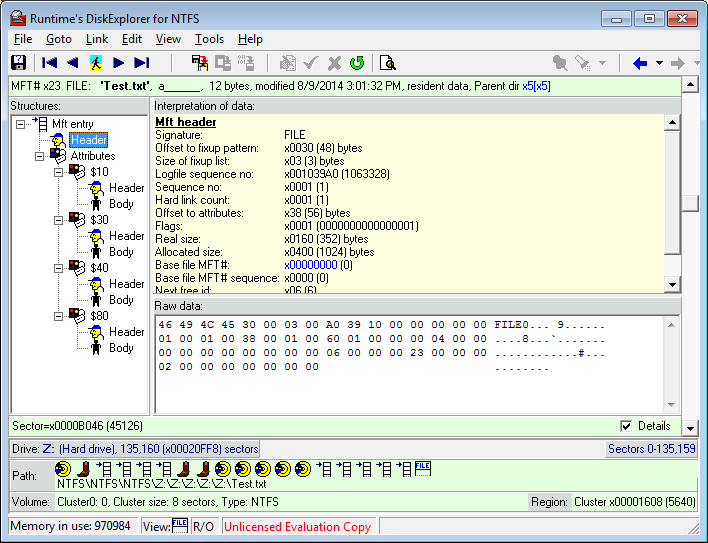 Runtime's DiskExplorer for NTFS
File Goto Link Edit View Tools Help
MFT# x23 FILE: 'Test.txt', a______, 12 bytes, modified 8/9/2014 3:01:32 PM, resident data, Parent dir x5[x5]
Structures:
Mft entry
Header
Attributes
$10
Header
Body
$30
Header
Body
$40
Header
Body
$80
Header
Body
Interpretation of data:
Mft header
Signature: FILE
Offset to fixup pattern: x0030 (48) bytes
Size of fixup list: x03 (3) bytes
Logfile sequence no: x001039A0 (1063328)
Sequence no: x0001 (1)
Hard link count: x0001 (1)
Offset to attributes: x38 (56) bytes
Flags: x0001 (0000000000000001)
Real size: x0160 (352) bytes
Allocated size: x0400 (1024) bytes
Base file MFT#: x00000000 (0)
Base file MFT# sequence: x0000 (0)
Next free id: x06 (6)
Raw data:
46 49 4C 45 30 00 03 00 A0 39 10 00 00 00 00 00 FILE0... 9......
01 00 01 00 38 00 01 00 60 01 00 00 00 04 00 00 ....8...`.......
00 00 00 00 00 00 00 00 06 00 00 00 23 00 00 00 ............#...
02 00 00 00 00 00 00 00 ........
Sector=x0000B046 (45126)
Details
Drive: Z: (Hard drive), 135,160 (x00020FF8) sectors
Sectors 0-135,159
Path:
FILE
NTFS\NTFS\NTFS\Z:\Z:\Z:\Z:\Test.txt
Volume: Cluster0: 0, Cluster size: 8 sectors, Type: NTFS
Region: Cluster x00001608 (5640)
Memory in use: 970984 View: FILE R/O Unlicensed Evaluation Copy